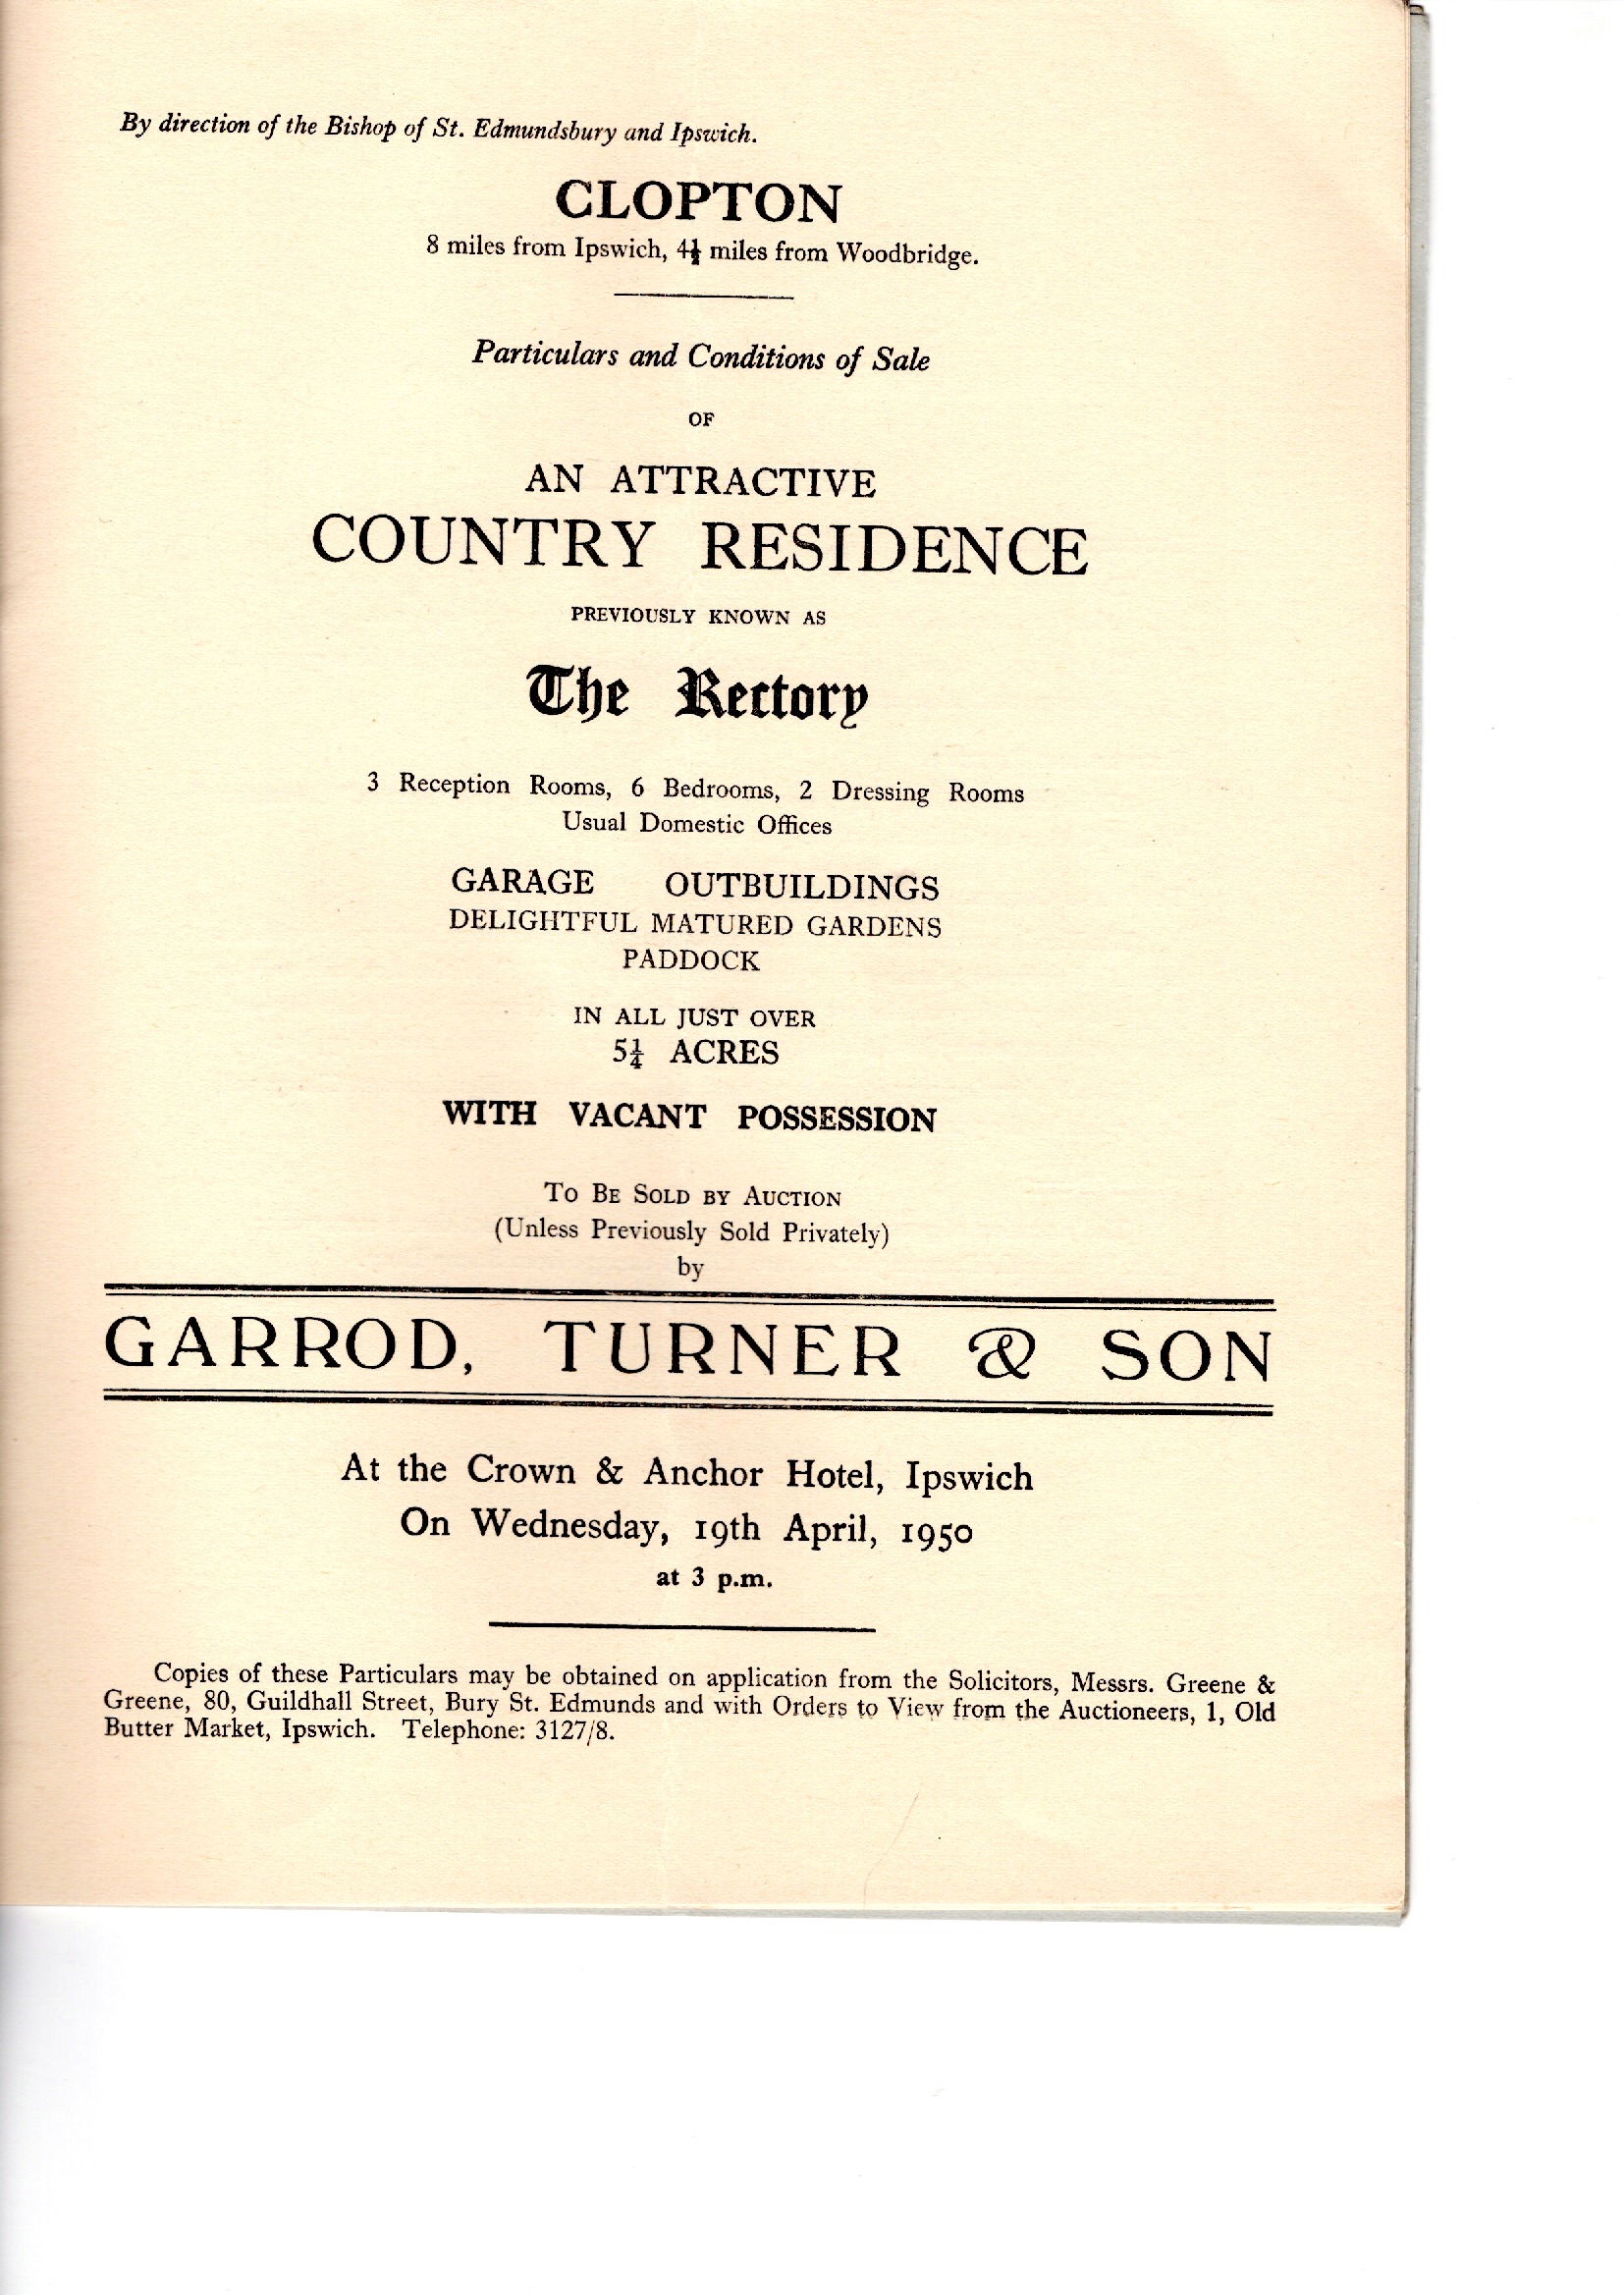 By direction of the Bishop of St. Edmundsbury and Ipswich.
CLOPTON
8 miles from Ipswich, 4½ miles from Woodbridge.
Particulars and Conditions of Sale
OF
AN ATTRACTIVE
COUNTRY RESIDENCE
PREVIOUSLY KNOWN AS
The Rectory
3 Reception Rooms, 6 Bedrooms, 2 Dressing Rooms
Usual Domestic Offices
GARAGE OUTBUILDINGS
DELIGHTFUL MATURED GARDENS
PADDOCK
IN ALL JUST OVER
5¼ ACRES
WITH VACANT POSSESSION
TO BE SOLD BY AUCTION
(Unless Previously Sold Privately)
by
GARROD, TURNER & SON
At the Crown & Anchor Hotel, Ipswich
On Wednesday, 19th April, 1950
at 3 p.m.
Copies of these Particulars may be obtained on application from the Solicitors, Messrs. Greene &
Greene, 80, Guildhall Street, Bury St. Edmunds and with Orders to View from the Auctioneers, 1, Old
Butter Market, Ipswich. Telephone: 3127/8.